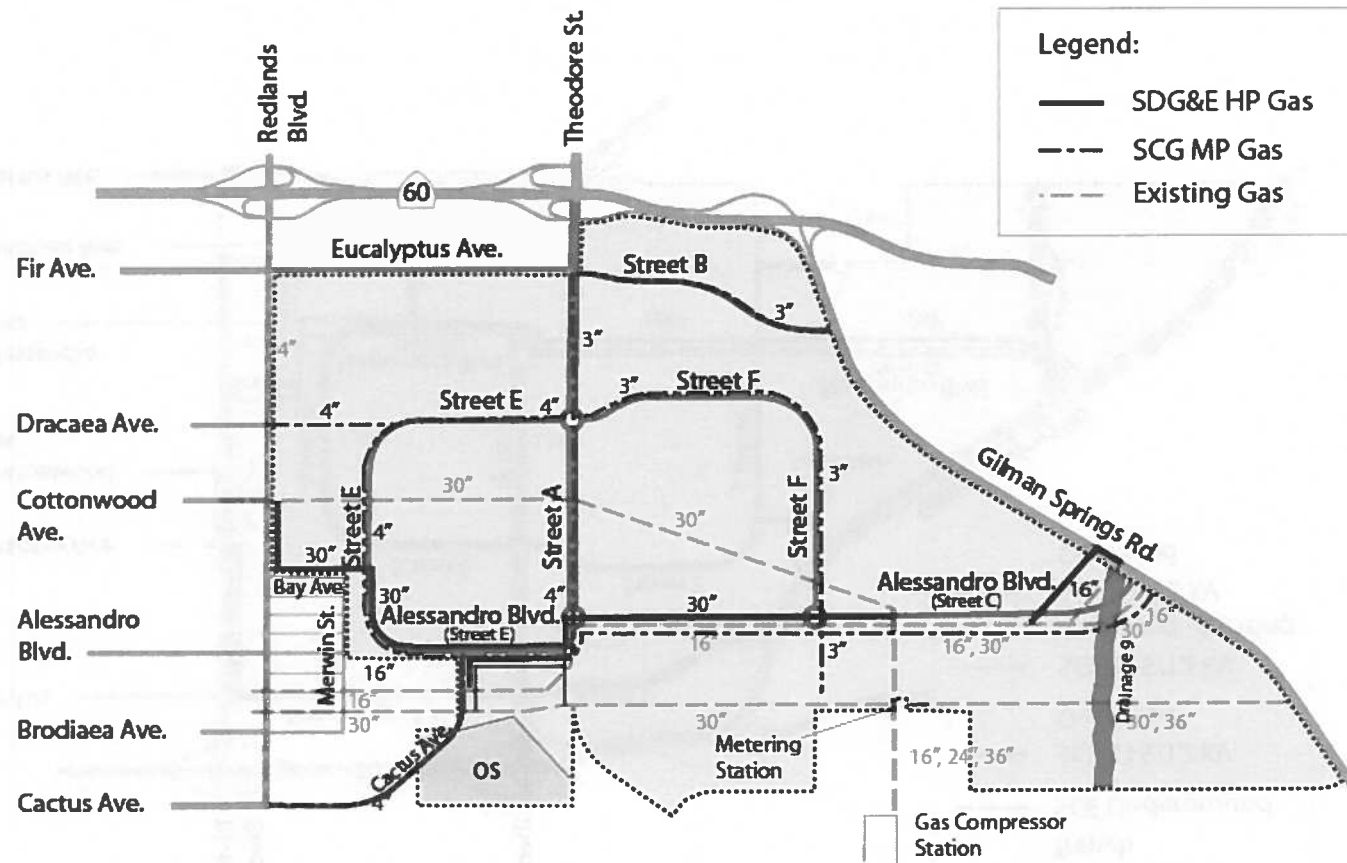 Redlands
Blvd.
Theodore St.
Legend:
SDG&E HP Gas
SCG MP Gas
Existing Gas
60
Eucalyptus Ave.
Fir Ave.
Street B
3"
4"
3"
Street F
3"
Street E
4"
4"
Dracaea Ave.
Gilman Springs Rd.
Cottonwood
Ave.
30"
Street E
4"
Street A
30"
Street F
3"
30"
Bay Ave.
30"
4"
Alessandro Blvd.
(Street E)
30"
Alessandro Blvd.
(Street C)
16"
16"
30
Alessandro
Blvd.
Merwin St.
16"
16"
3"
16", 30"
Drainage 9
16"
30"
Brodiaea Ave.
30"
30", 36"
Metering
Station
16", 24", 36"
Cactus Ave.
OS
Cactus Ave.
4"
Gas Compressor
Station